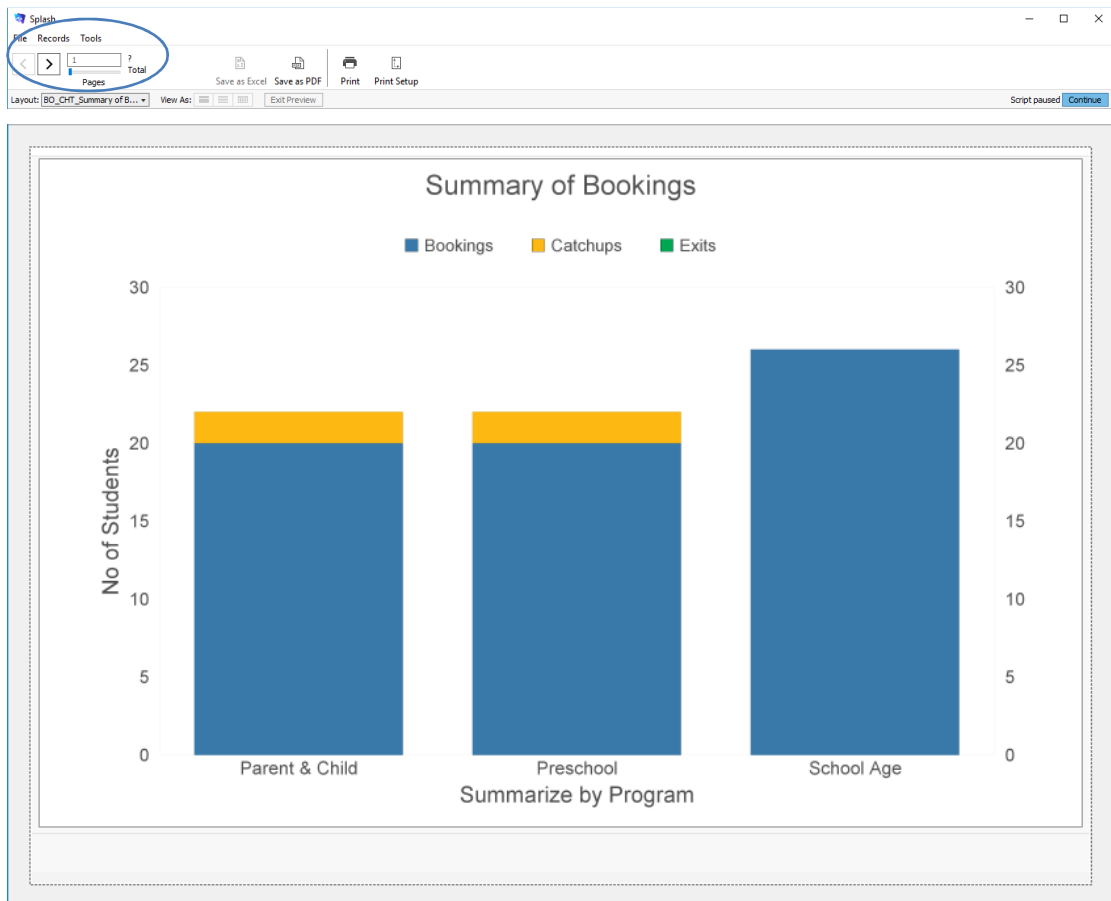 Splash
File Records Tools
1
?
Total
Pages
Save as Excel Save as PDF Print Print Setup
Layout: BO_CHT_Summary of B... View As: Exit Preview Script paused Continue
Summary of Bookings
Bookings Catchups Exits
30 30
25 25
20 20
15 15
10 10
5 5
0 0
No of Students
Parent & Child Preschool School Age
Summarize by Program